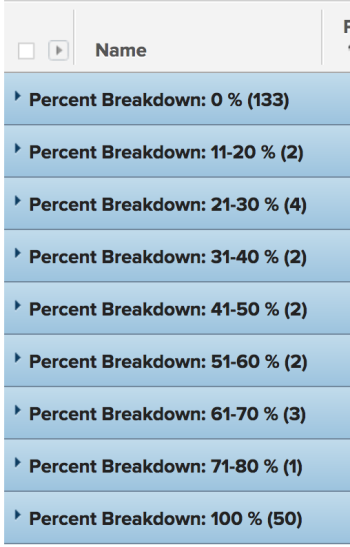 Name
Percent Breakdown: 0 % (133)
Percent Breakdown: 11-20 % (2)
Percent Breakdown: 21-30 % (4)
Percent Breakdown: 31-40 % (2)
Percent Breakdown: 41-50 % (2)
Percent Breakdown: 51-60 % (2)
Percent Breakdown: 61-70 % (3)
Percent Breakdown: 71-80 % (1)
Percent Breakdown: 100 % (50)